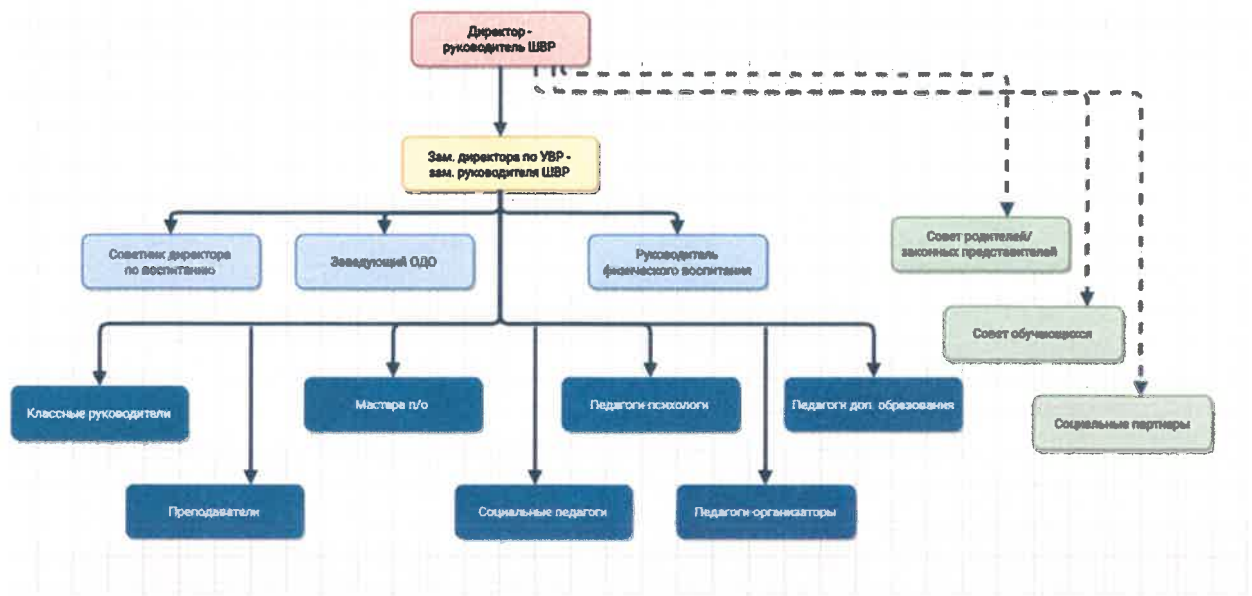 Директор -
руководитель ШВР
Зам. директора по УВР -
зам. руководителя ШВР
Советник директора
по воспитанию
Заведующий ОДО
Руководитель
физического воспитания
Совет родителей/
законных представителей
Совет обучающихся
Социальные партнеры
Классные руководители
Мастера п/о
Педагоги-психологи
Педагоги доп. образования
Преподаватели
Социальные педагоги
Педагоги-организаторы